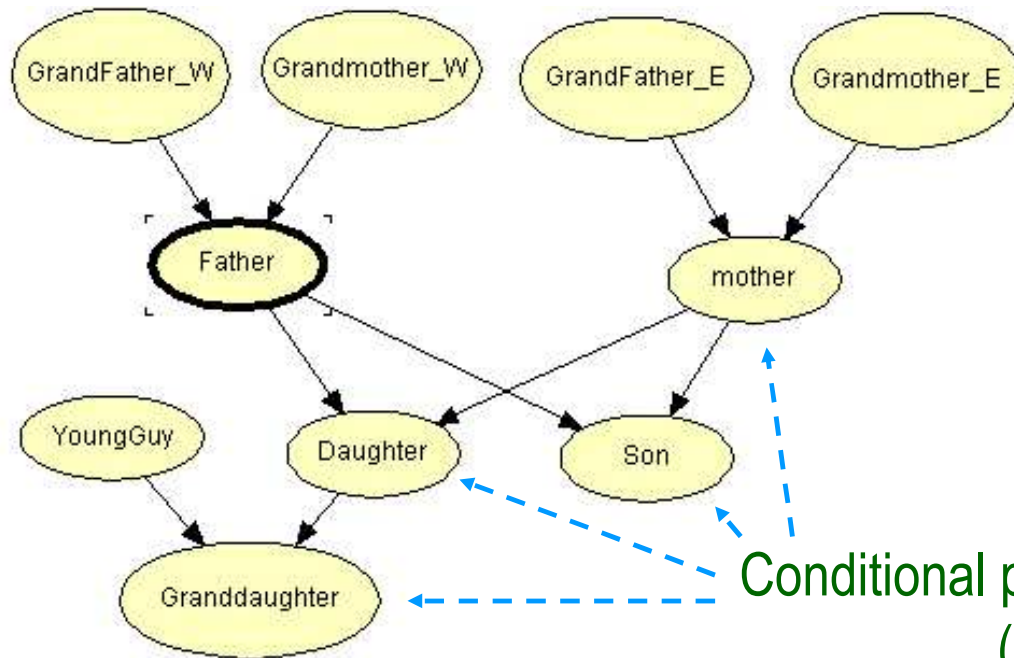 GrandFather_W
Grandmother_W
GrandFather_E
Grandmother_E
Father
mother
YoungGuy
Daughter
Son
Granddaughter
Conditional p
(